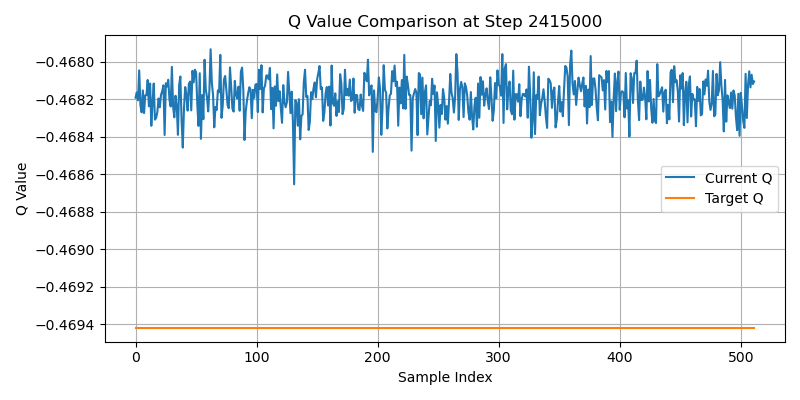 Q Value Comparison at Step 2415000
Q Value
−0.4680
−0.4682
−0.4684
−0.4686
−0.4688
−0.4690
−0.4692
−0.4694
Current Q
Target Q
0 100 200 300 400 500
Sample Index